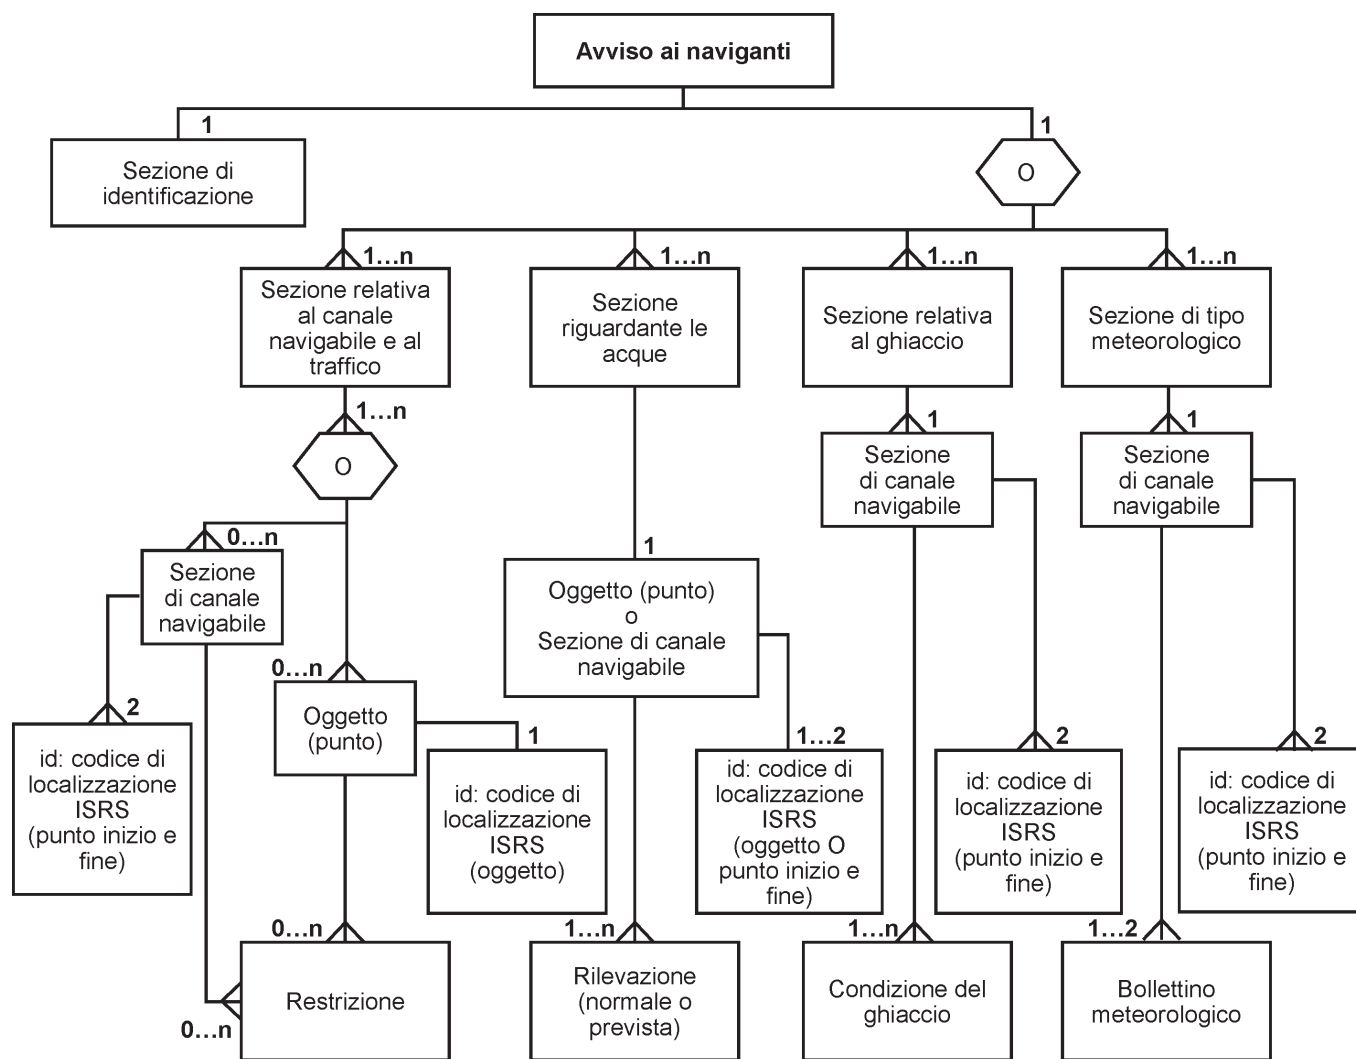 Avviso ai naviganti
1
1
Sezione di
identificazione
O
1...n
1...n
1...n
1...n
Sezione relativa
al canale
navigabile e al
traffico
Sezione
riguardante le
acque
Sezione relativa
al ghiaccio
Sezione di tipo
meteorologico
1...n
1
1
O
Sezione
di canale
navigabile
Sezione
di canale
navigabile
0...n
1
Sezione
di canale
navigabile
Oggetto (punto)
o
Sezione di canale
navigabile
0...n
Oggetto
(punto)
2
1
1...2
2
2
id: codice di
localizzazione
ISRS
(punto inizio e
fine)
id: codice di
localizzazione
ISRS
(oggetto)
id: codice di
localizzazione
ISRS
(oggetto O
punto inizio e
fine)
id: codice di
localizzazione
ISRS
(punto inizio e
fine)
id: codice di
localizzazione
ISRS
(punto inizio e
fine)
0...n
1...n
1...n
1...2
0...n
Restrizione
Rilevazione
(normale o
prevista)
Condizione del
ghiaccio
Bollettino
meteorologico